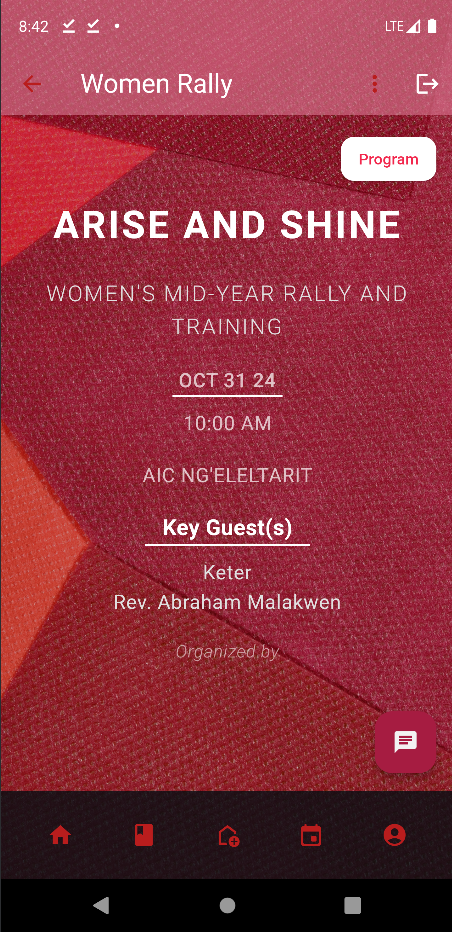 8:42
LTE
Women Rally
Program
ARISE AND SHINE
WOMEN'S MID-YEAR RALLY AND
TRAINING
OCT 31 24
10:00 AM
AIC NG'ELELTARIT
Key Guest(s)
Keter
Rev. Abraham Malakwen
Organized by